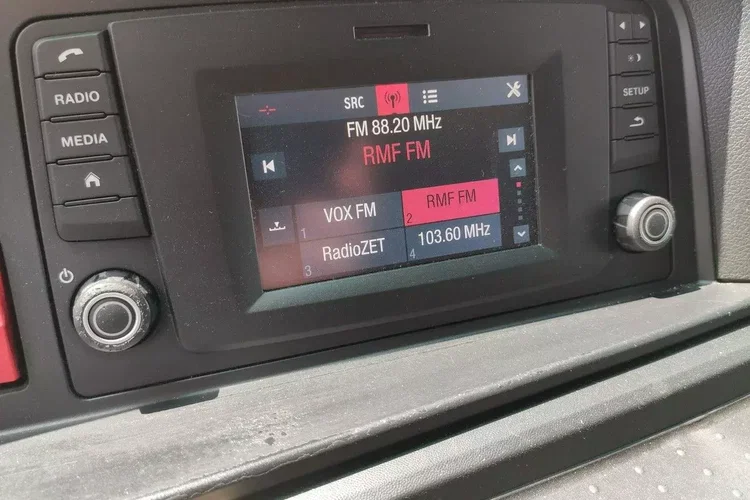 SRC
FM 88.20 MHz
RMF FM
VOX FM
1
RMF FM
2
RadioZET
3
103.60 MHz
4
RADIO
MEDIA
SETUP